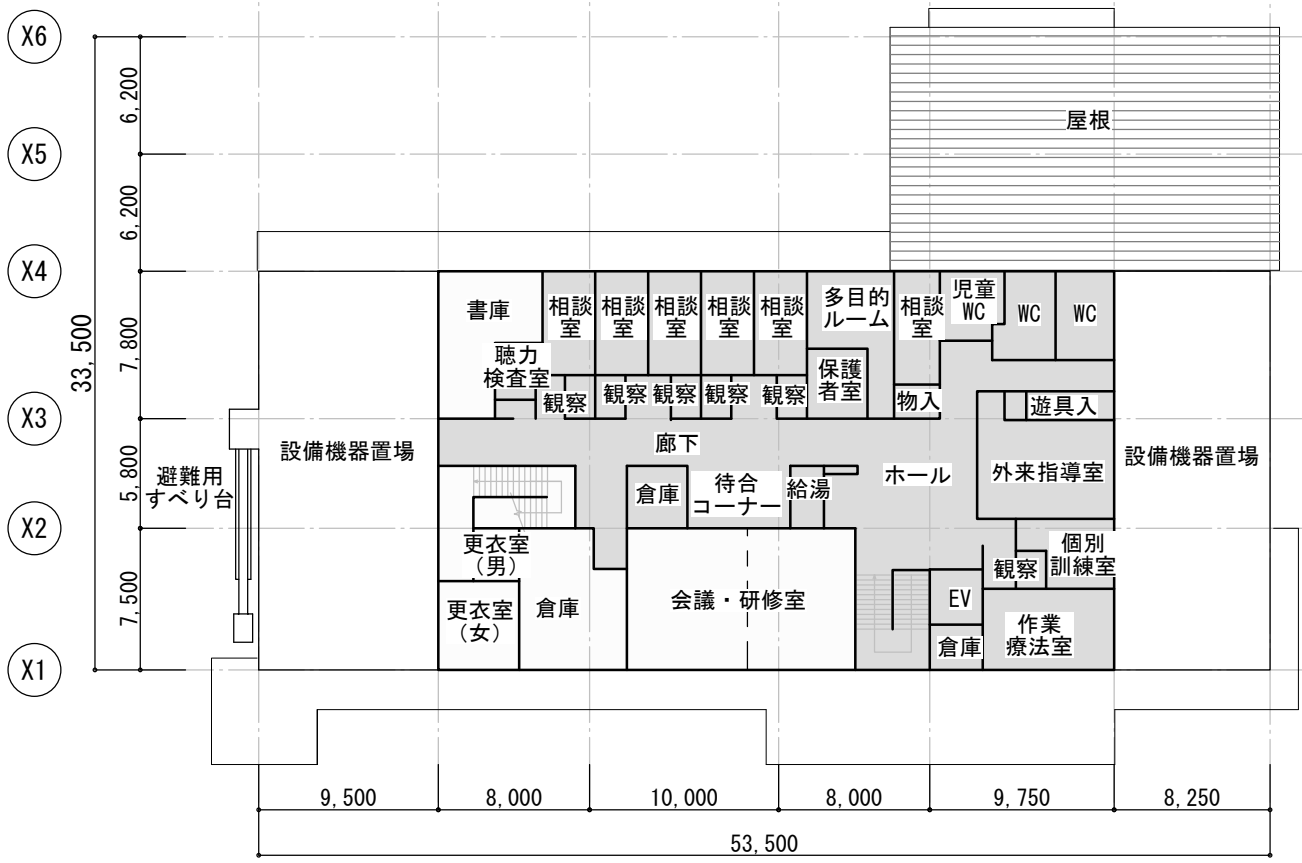 X6
X5
X4
X3
X2
X1
33,500
6,200
6,200
7,800
5,800
7,500
屋根
書庫
相談
室
相談
室
相談
室
相談
室
相談
室
多目的
ルーム
相談
室
児童
WC
WC
WC
聴力
検査室
観察
観察
観察
観察
観察
保護
者室
物入
遊具入
設備機器置場
廊下
ホール
外来指導室
設備機器置場
避難用
すべり台
倉庫
待合
コーナー
給湯
更衣室
(男)
更衣室
(女)
倉庫
会議・研修室
EV
倉庫
観察
個別
訓練室
作業
療法室
9,500
8,000
10,000
8,000
9,750
8,250
53,500